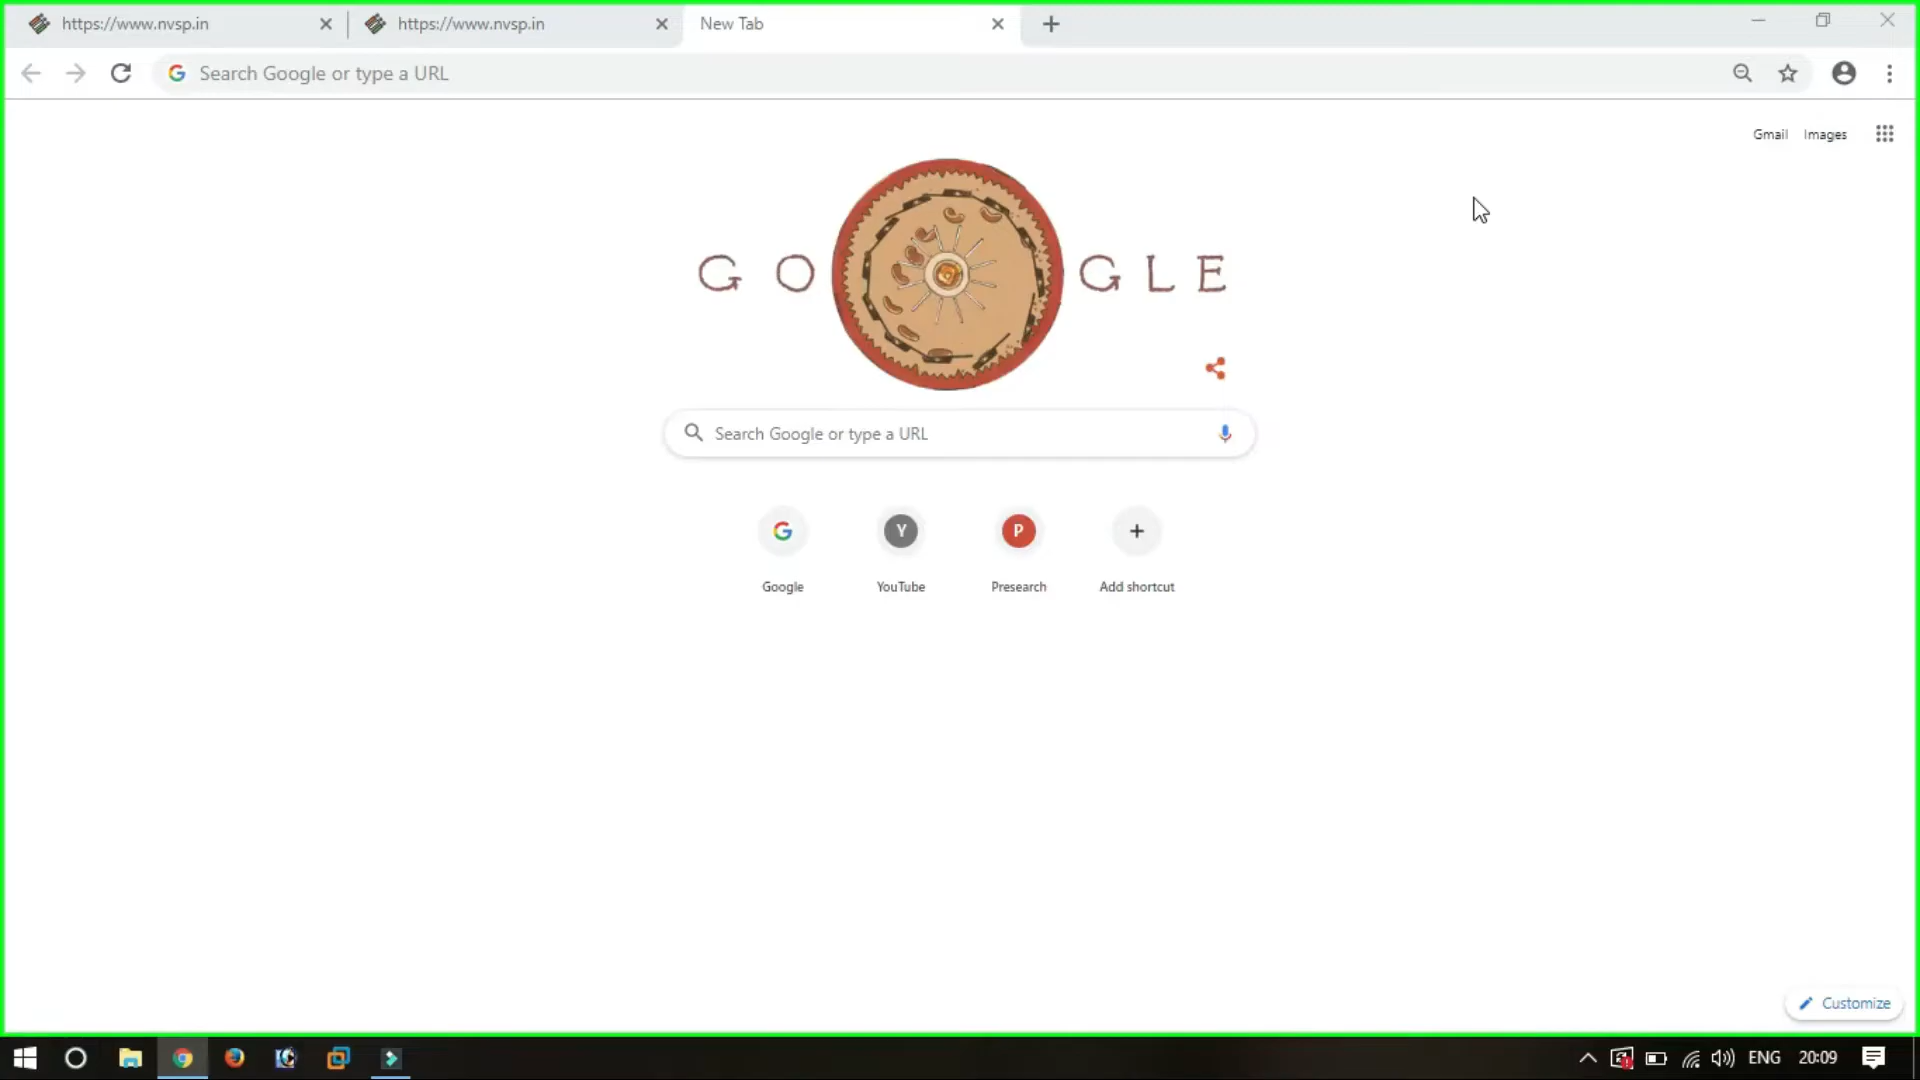 https://www.nvsp.in
https://www.nvsp.in
New Tab
Search Google or type a URL
Gmail Images
G O GLE
Search Google or type a URL
G Y P
Google YouTube Presearch Add shortcut
Customize
ENG 20:09